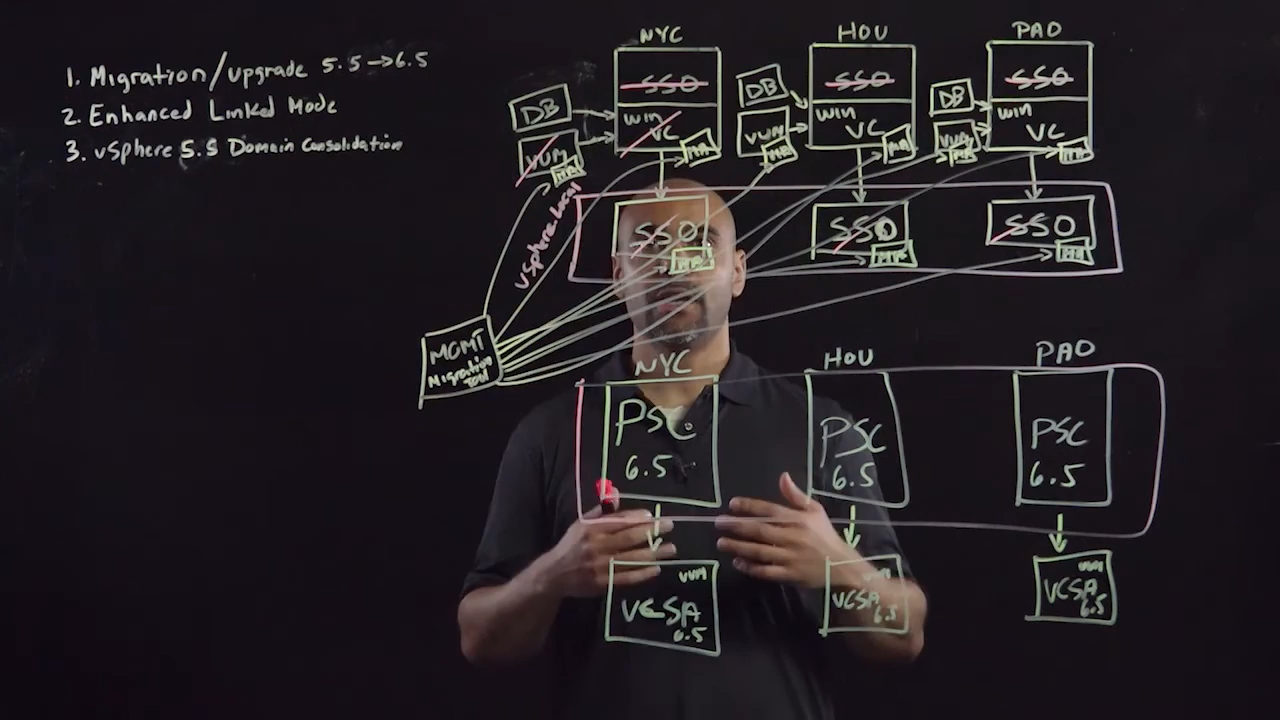 1. Migration/upgrade 5.5→6.5
2. Enhanced Linked Mode
3. vSphere 5.5 Domain Consolidation
NYC
HOU
PAO
SSO
SSO
SSO
DB
WIN
VC
DB
WIN
VC
DB
WIN
VC
VUM
MA
MA
VUM
MA
MA
VUM
MA
MA
vSphere.local
SSO
MA
SSO
MA
SSO
MA
MGMT
Migration
Tool
NYC
HOU
PAO
PSC
6.5
PSC
6.5
PSC
6.5
VUM
VCSA
6.5
VUM
VCSA
6.5
VUM
VCSA
6.5